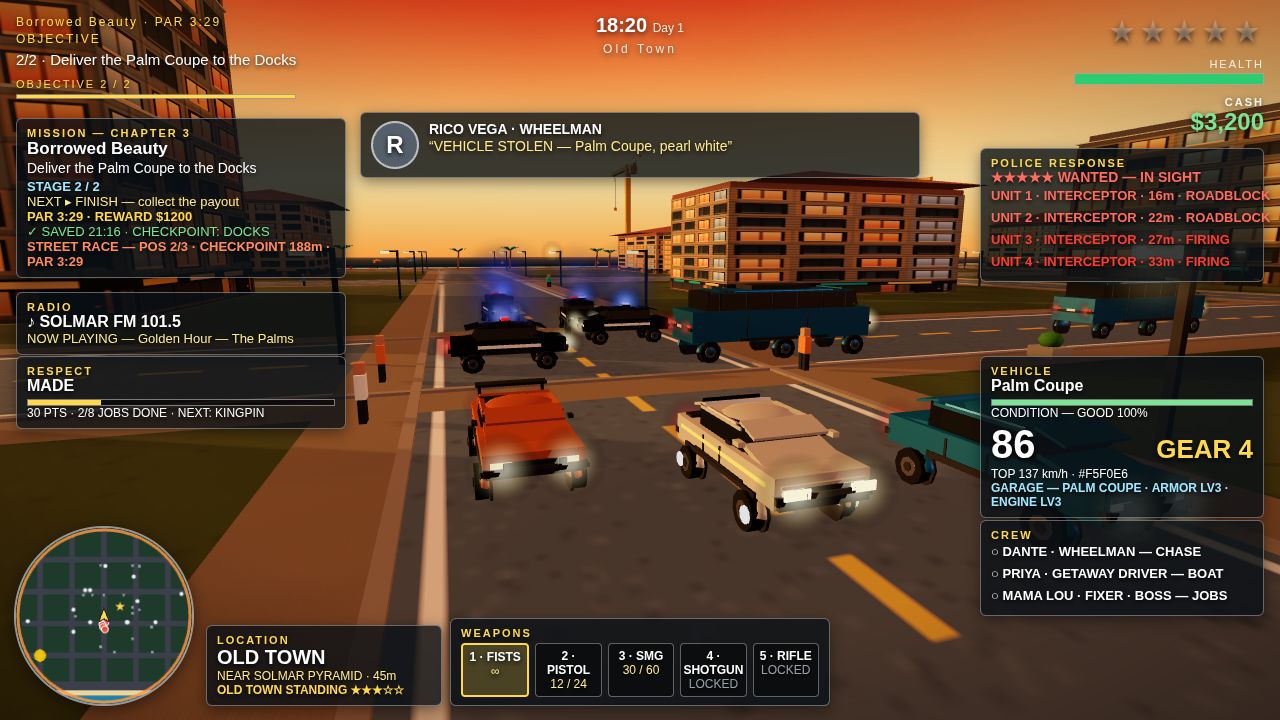 Borrowed Beauty · PAR 3:29
OBJECTIVE
2/2 · Deliver the Palm Coupe to the Docks
OBJECTIVE 2 / 2
18:20 Day 1
Old Town
★★★★★
HEALTH
CASH
$3,200
MISSION — CHAPTER 3
Borrowed Beauty
Deliver the Palm Coupe to the Docks
STAGE 2 / 2
NEXT ▸ FINISH — collect the payout
PAR 3:29 · REWARD $1200
✓ SAVED 21:16 · CHECKPOINT: DOCKS
STREET RACE — POS 2/3 · CHECKPOINT 188m ·
PAR 3:29
R
RICO VEGA · WHEELMAN
“VEHICLE STOLEN — Palm Coupe, pearl white”
POLICE RESPONSE
★★★★★ WANTED — IN SIGHT
UNIT 1 · INTERCEPTOR · 16m · ROADBLOCK
UNIT 2 · INTERCEPTOR · 22m · ROADBLOCK
UNIT 3 · INTERCEPTOR · 27m · FIRING
UNIT 4 · INTERCEPTOR · 33m · FIRING
RADIO
♪ SOLMAR FM 101.5
NOW PLAYING — Golden Hour — The Palms
RESPECT
MADE
30 PTS · 2/8 JOBS DONE · NEXT: KINGPIN
VEHICLE
Palm Coupe
CONDITION — GOOD 100%
86 GEAR 4
TOP 137 km/h · #F5F0E6
GARAGE — PALM COUPE · ARMOR LV3 ·
ENGINE LV3
CREW
○ DANTE · WHEELMAN — CHASE
○ PRIYA · GETAWAY DRIVER — BOAT
○ MAMA LOU · FIXER · BOSS — JOBS
LOCATION
OLD TOWN
NEAR SOLMAR PYRAMID · 45m
OLD TOWN STANDING ★★★☆☆
WEAPONS
1 · FISTS
∞
2 ·
PISTOL
12 / 24
3 · SMG
30 / 60
4 ·
SHOTGUN
LOCKED
5 · RIFLE
LOCKED